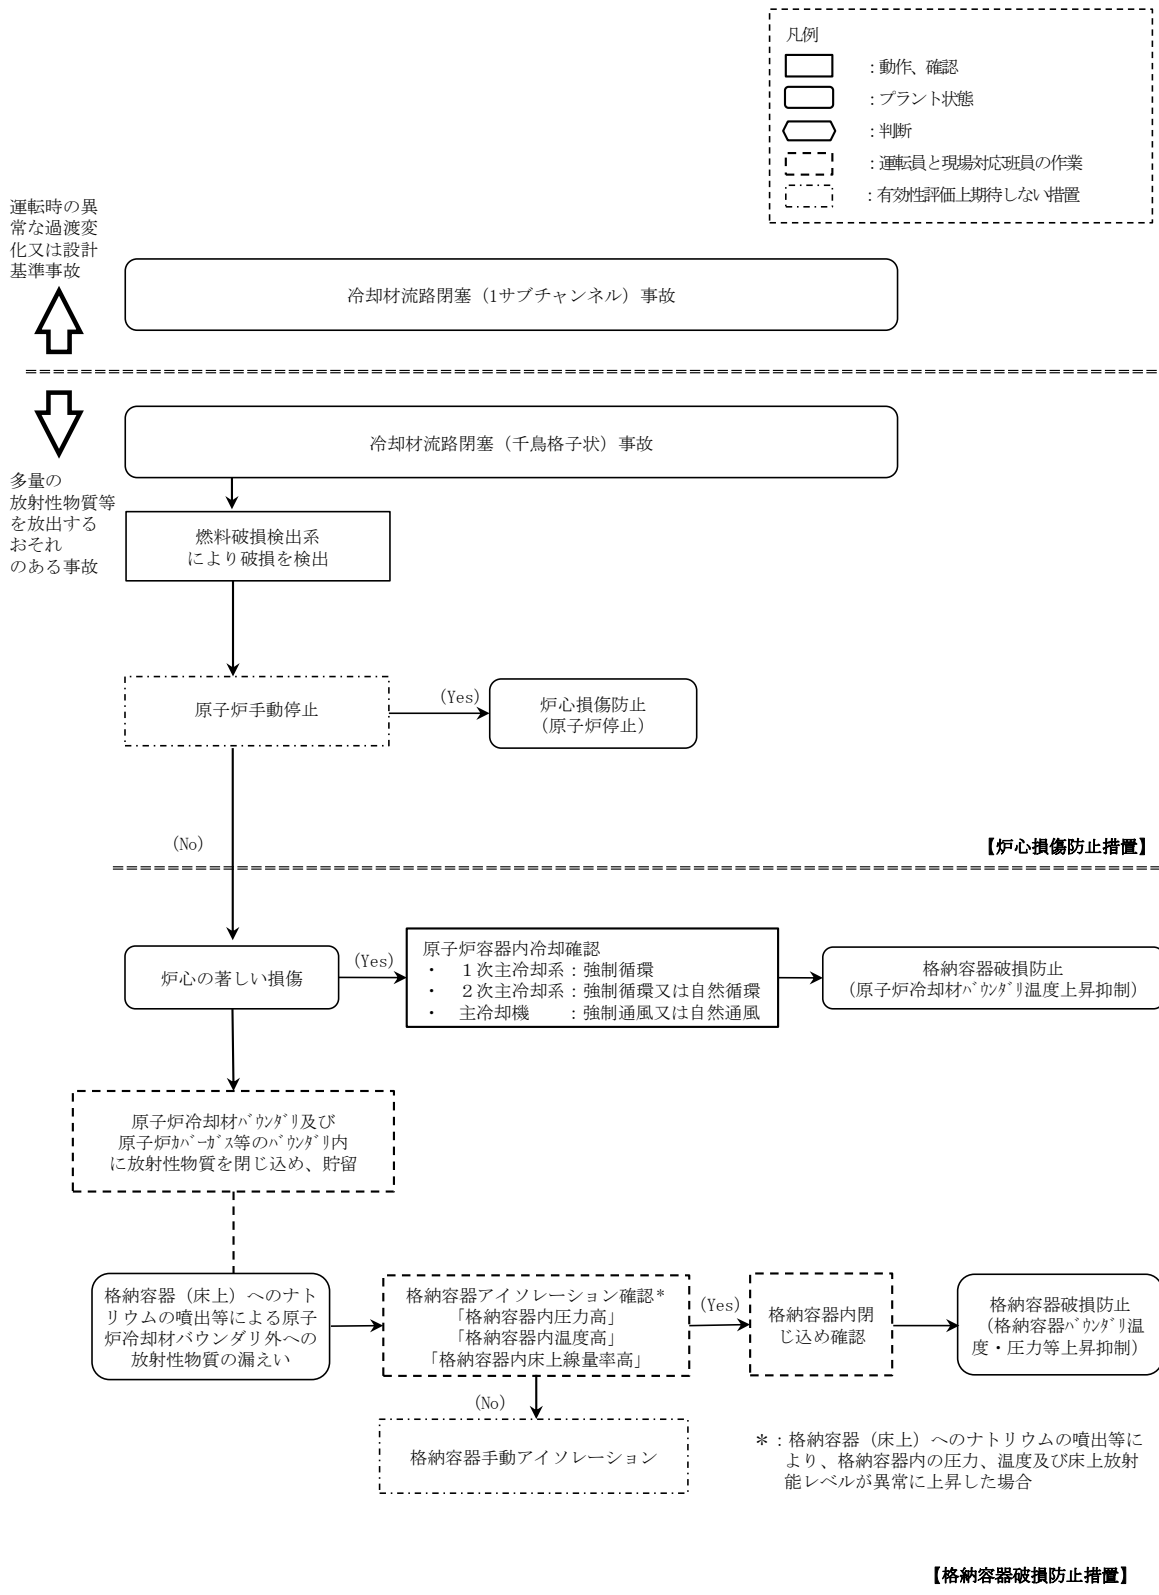 凡例
：動作、確認
：プラント状態
：判断
：運転員と現場対応班員の作業
：有効性評価上期待しない措置
運転時の異
常な過渡変
化又は設計
基準事故
冷却材流路閉塞（1サブチャンネル）事故
冷却材流路閉塞（千鳥格子状）事故
多量の
放射性物質等
を放出する
おそれ
のある事故
燃料破損検出系
により破損を検出
原子炉手動停止
(Yes)
炉心損傷防止
（原子炉停止）
(No)
【炉心損傷防止措置】
炉心の著しい損傷
(Yes)
原子炉容器内冷却確認
・ １次主冷却系：強制循環
・ ２次主冷却系：強制循環又は自然循環
・ 主冷却機 ：強制通風又は自然通風
格納容器破損防止
（原子炉冷却材ﾊﾞｳﾝﾀﾞﾘ温度上昇抑制）
原子炉冷却材ﾊﾞｳﾝﾀﾞﾘ及び
原子炉ｶﾊﾞｰｶﾞｽ等のﾊﾞｳﾝﾀﾞﾘ内
に放射性物質を閉じ込め、貯留
格納容器（床上）へのナト
リウムの噴出等による原子
炉冷却材バウンダリ外への
放射性物質の漏えい
格納容器アイソレーション確認*
「格納容器内圧力高」
「格納容器内温度高」
「格納容器内床上線量率高」
(Yes)
格納容器内閉
じ込め確認
格納容器破損防止
（格納容器ﾊﾞｳﾝﾀﾞﾘ温
度・圧力等上昇抑制）
(No)
格納容器手動アイソレーション
*：格納容器（床上）へのナトリウムの噴出等に
より、格納容器内の圧力、温度及び床上放射
能レベルが異常に上昇した場合
【格納容器破損防止措置】